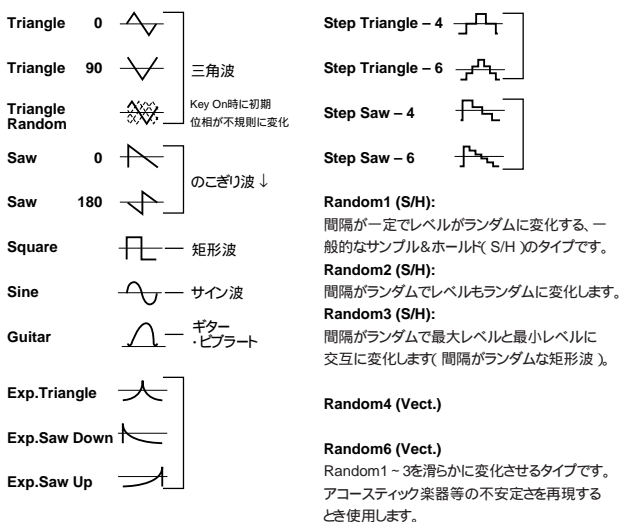 Triangle 0
Triangle 90
三角波
Triangle
Random
Key On時に初期
位相が不規則に変化
Saw 0
のこぎり波↓
Saw 180
Square
矩形波
Sine
サイン波
Guitar
ギター
・ビブラート
Exp.Triangle
Exp.Saw Down
Exp.Saw Up
Step Triangle – 4
Step Triangle – 6
Step Saw – 4
Step Saw – 6
Random1 (S/H):
間隔が一定でレベルがランダムに変化する、一
般的なサンプル&ホールド( S/H )のタイプです。
Random2 (S/H):
間隔がランダムでレベルもランダムに変化します。
Random3 (S/H):
間隔がランダムで最大レベルと最小レベルに
交互に変化します( 間隔がランダムな矩形波 )。
Random4 (Vect.)
Random6 (Vect.)
Random1 ~ 3を滑らかに変化させるタイプです。
アコースティック楽器等の不安定さを再現する
とき使用します。